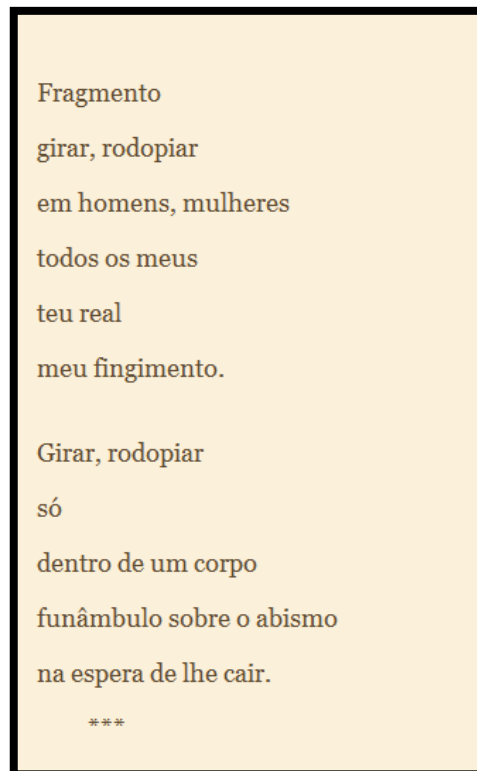 Fragmento
girar, rodopiar
em homens, mulheres
todos os meus
teu real
meu fingimento.
Girar, rodopiar
só
dentro de um corpo
funâmbulo sobre o abismo
na espera de lhe cair.
***